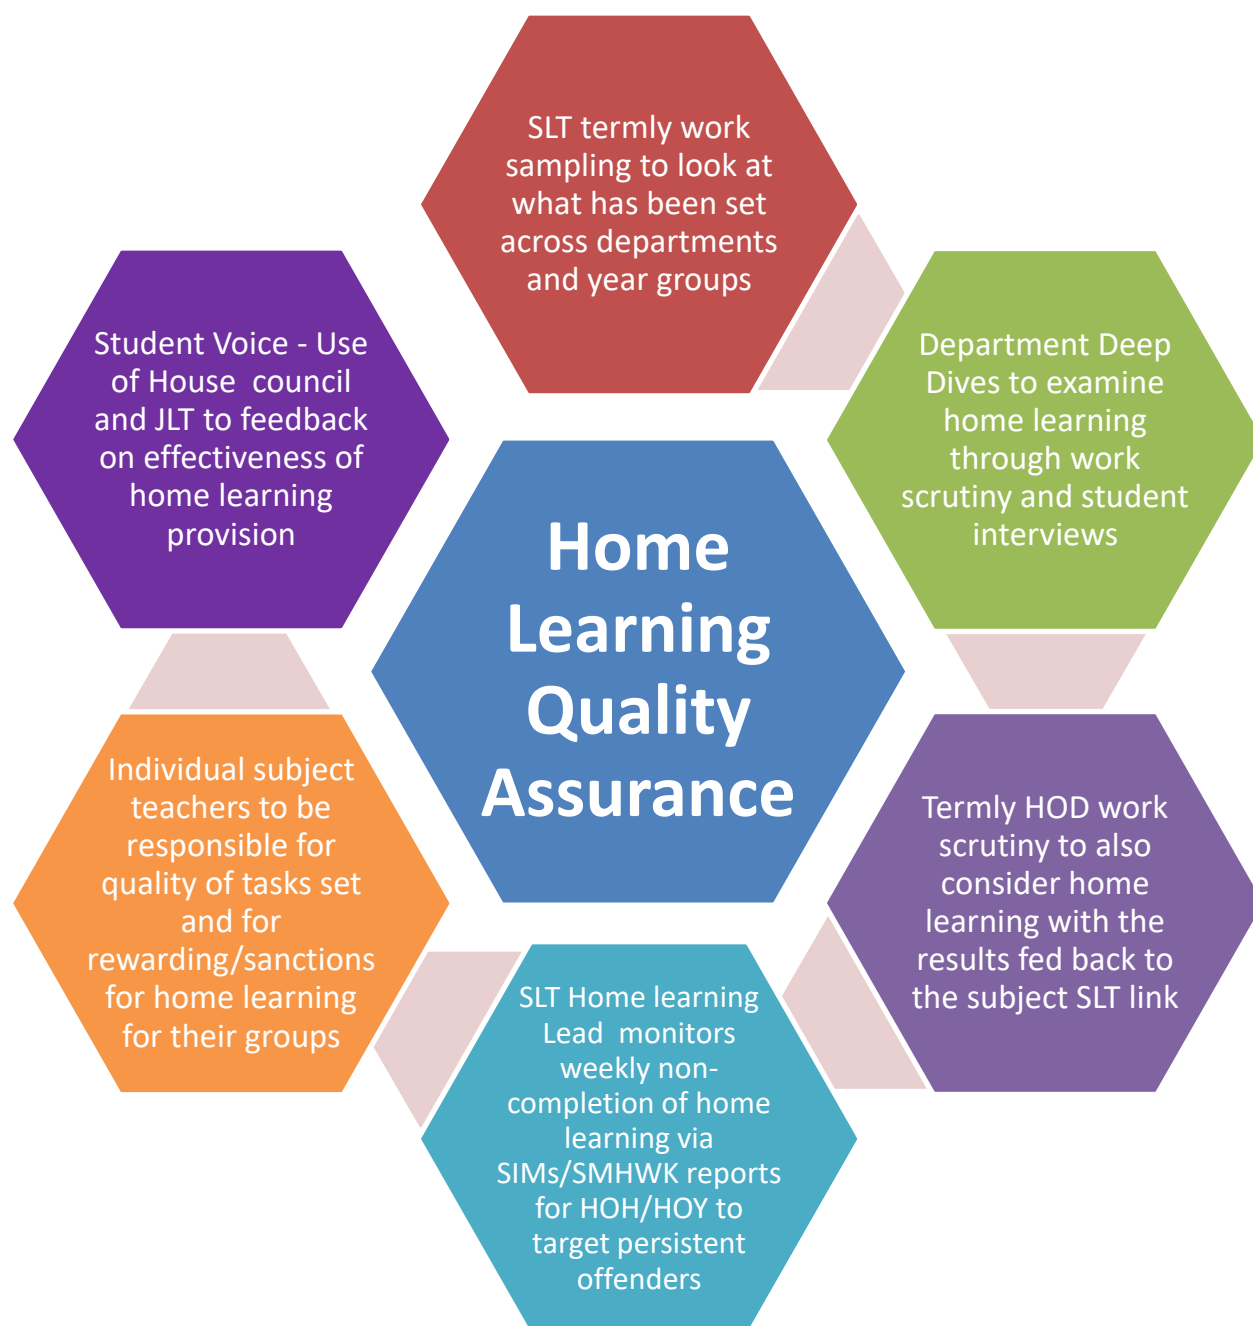 SLT termly work
sampling to look at
what has been set
across departments
and year groups
Department Deep
Dives to examine
home learning
through work
scrutiny and student
interviews
Termly HOD work
scrutiny to also
consider home
learning with the
results fed back to
the subject SLT link
SLT Home learning
Lead  monitors
weekly non-
completion of home
learning via
SIMs/SMHWK reports
for HOH/HOY to
target persistent
offenders
Individual subject
teachers to be
responsible for
quality of tasks set
and for
rewarding/sanctions
for home learning
for their groups
Student Voice - Use
of House  council
and JLT to feedback
on effectiveness of
home learning
provision
Home
Learning
Quality
Assurance